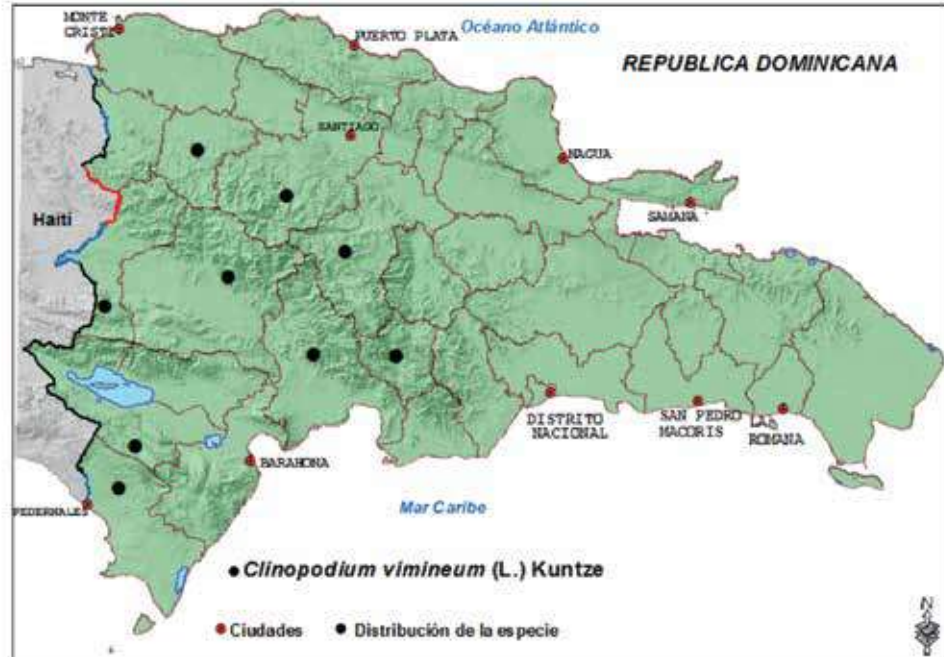 MONTE
CRISTI
Océano Atlántico
PUERTO PLATA
REPUBLICA DOMINICANA
SANTIAGO
NAGUA
Haití
SAMANA
DISTRITO
NACIONAL
SAN PEDRO
MACORIS
LA
ROMANA
BARAHONA
PEDERNALES
Mar Caribe
Clinopodium vimineum (L.) Kuntze
Ciudades
Distribución de la especie
N